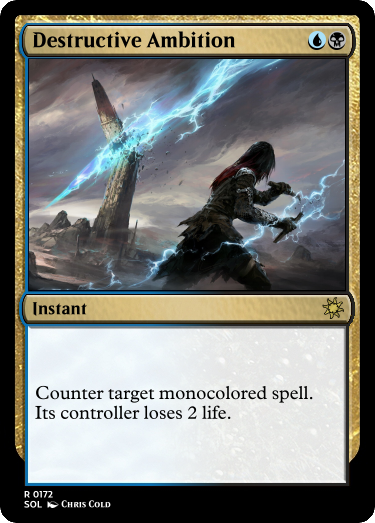 Destructive Ambition
Instant
Counter target monocolored spell.
Its controller loses 2 life.
R 0172
SOL Chris Cold